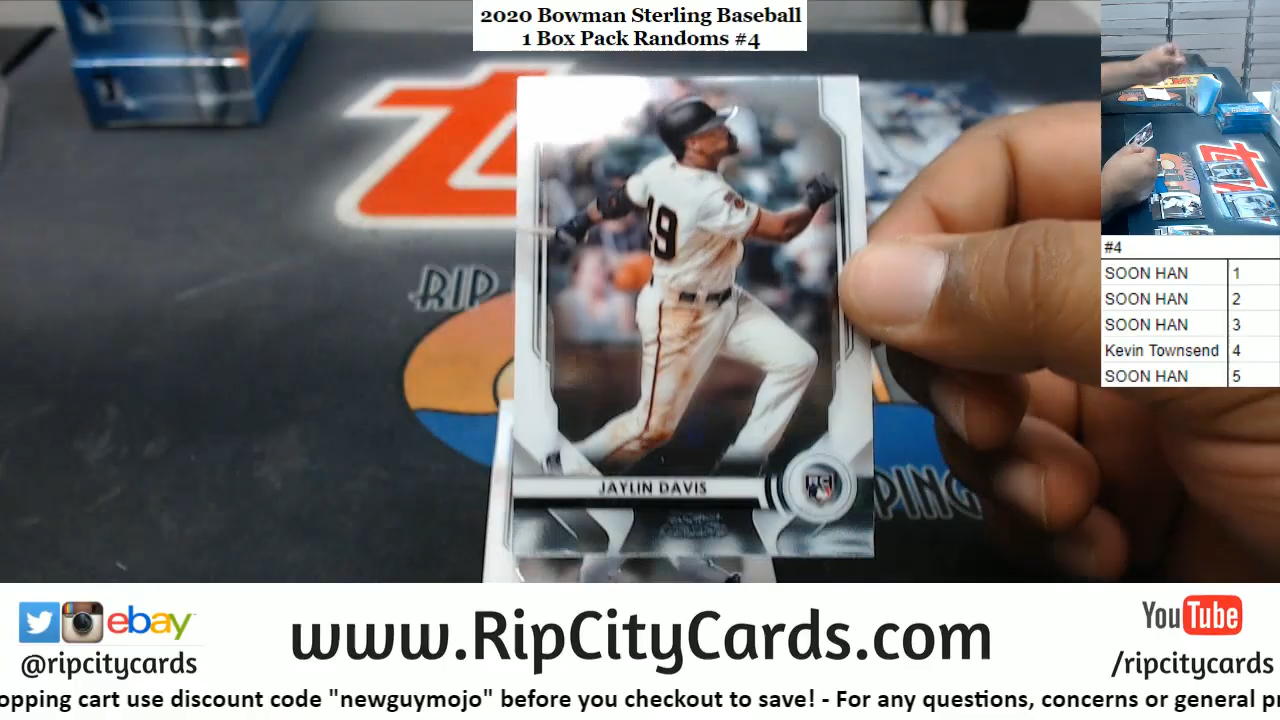 2020 Bowman Sterling Baseball
1 Box Pack Randoms #4
19
JAYLIN DAVIS
RC
RIP
PING
#4
SOON HAN 1
SOON HAN 2
SOON HAN 3
Kevin Townsend 4
SOON HAN 5
ebay
@ripcitycards
www.RipCityCards.com
YouTube
/ripcitycards
opping cart use discount code "newguymojo" before you checkout to save! - For any questions, concerns or general pr